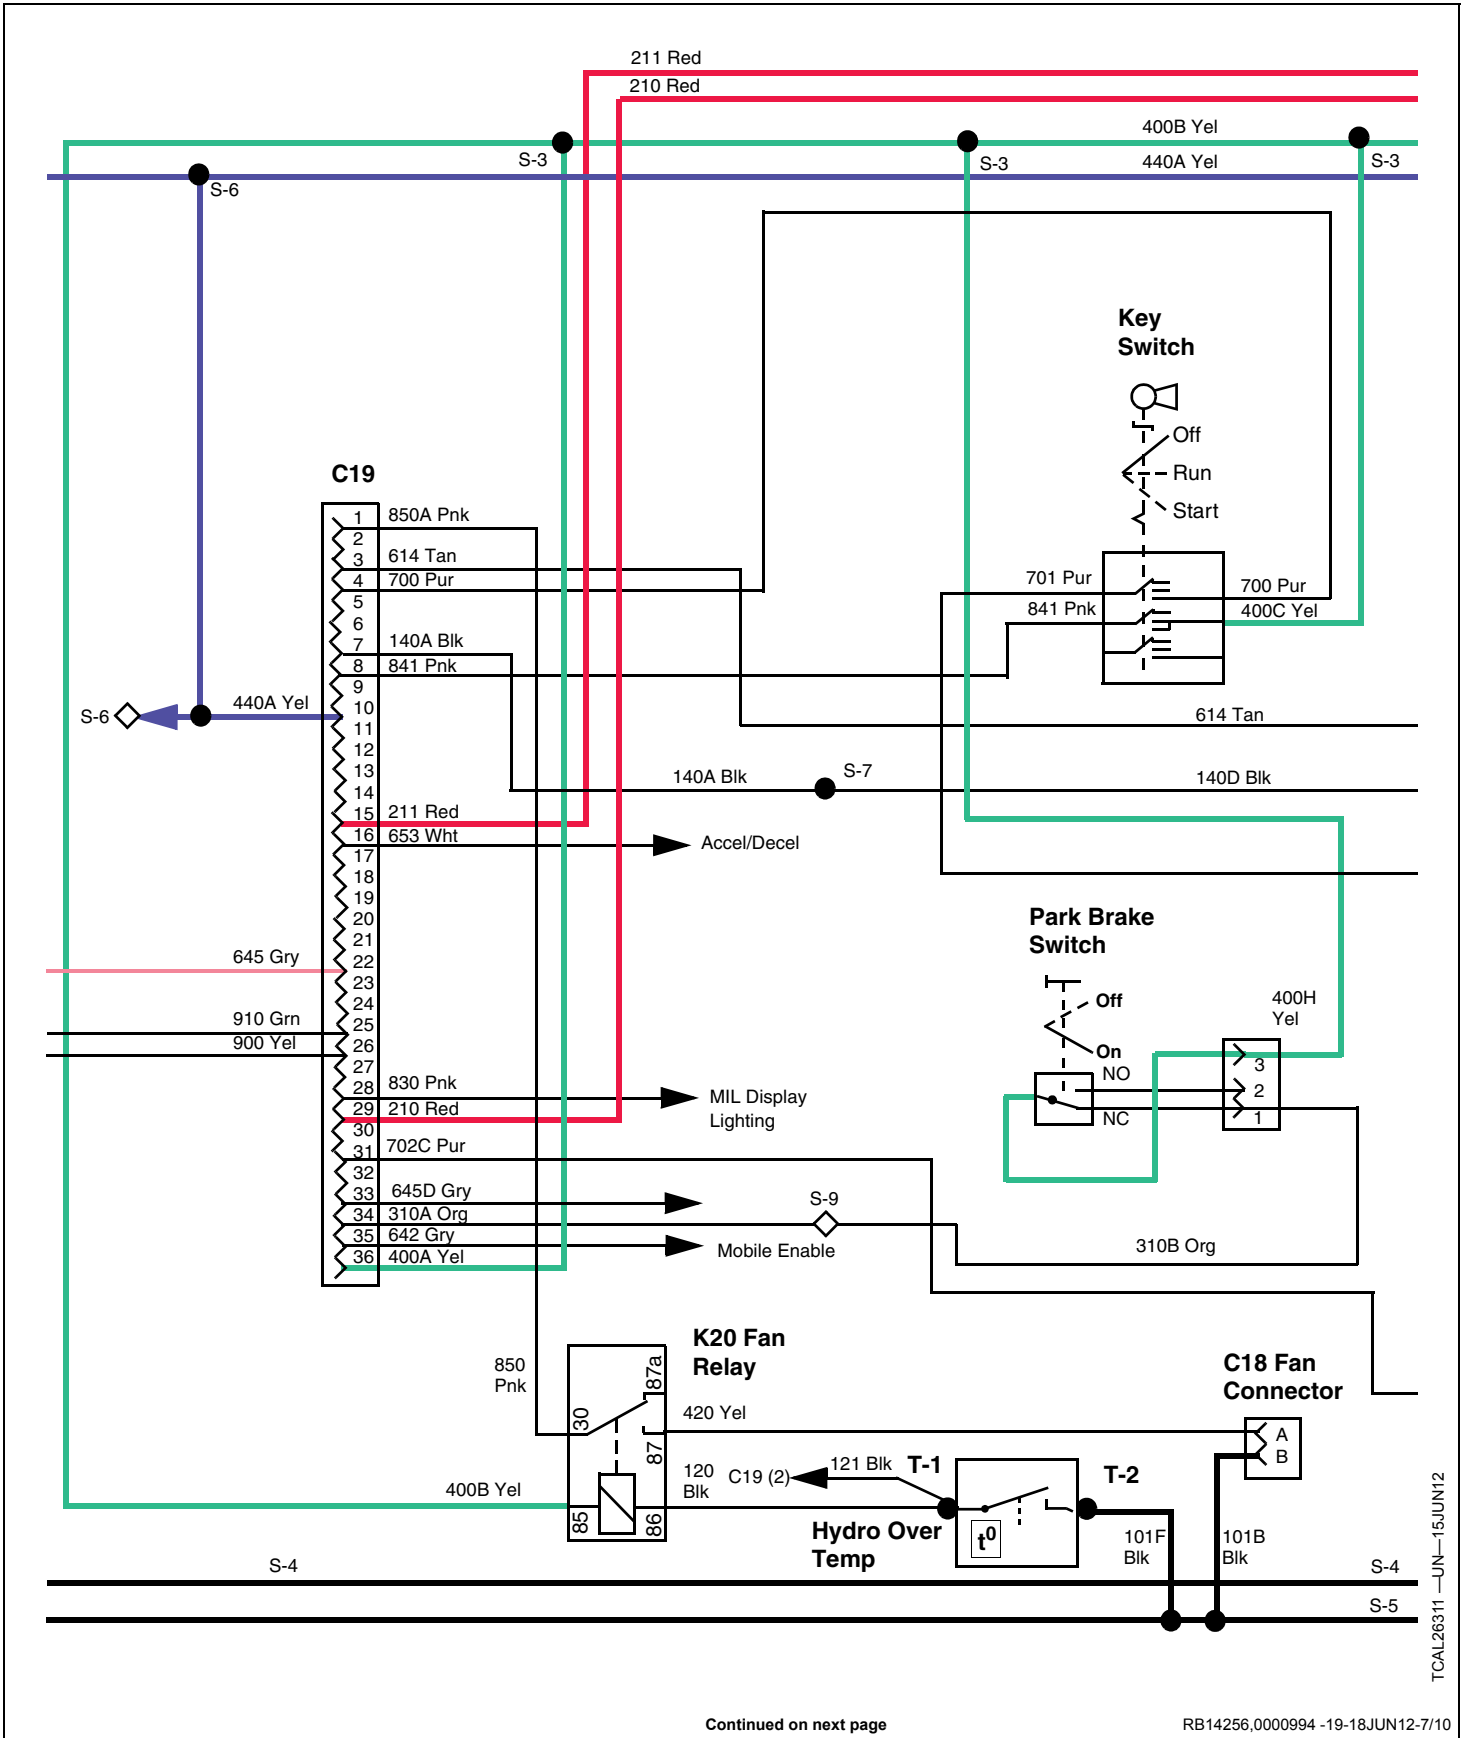 211 Red
210 Red
400B Yel
S-3
S-3
440A Yel
S-3
S-6
Key
Switch
Off
Run
Start
C19
1
2
3
4
5
6
7
8
9
10
11
12
13
14
15
16
17
18
19
20
21
22
23
24
25
26
27
28
29
30
31
32
33
34
35
36
850A Pnk
614 Tan
700 Pur
140A Blk
841 Pnk
701 Pur
841 Pnk
700 Pur
400C Yel
S-6
440A Yel
614 Tan
140A Blk
S-7
140D Blk
211 Red
653 Wht
Accel/Decel
Park Brake
Switch
Off
On
NO
NC
400H
Yel
3
2
1
645 Gry
910 Grn
900 Yel
830 Pnk
210 Red
MIL Display
Lighting
702C Pur
645D Gry
310A Org
642 Gry
400A Yel
S-9
Mobile Enable
310B Org
K20 Fan
Relay
850
Pnk
30
87a
87
85
86
420 Yel
C18 Fan
Connector
A
B
400B Yel
120
Blk
C19 (2)
121 Blk
T-1
T-2
Hydro Over
Temp
t0
101F
Blk
101B
Blk
S-4
S-4
S-5
TCAL26311 —UN—15JUN12
Continued on next page
RB14256,0000994 -19-18JUN12-7/10